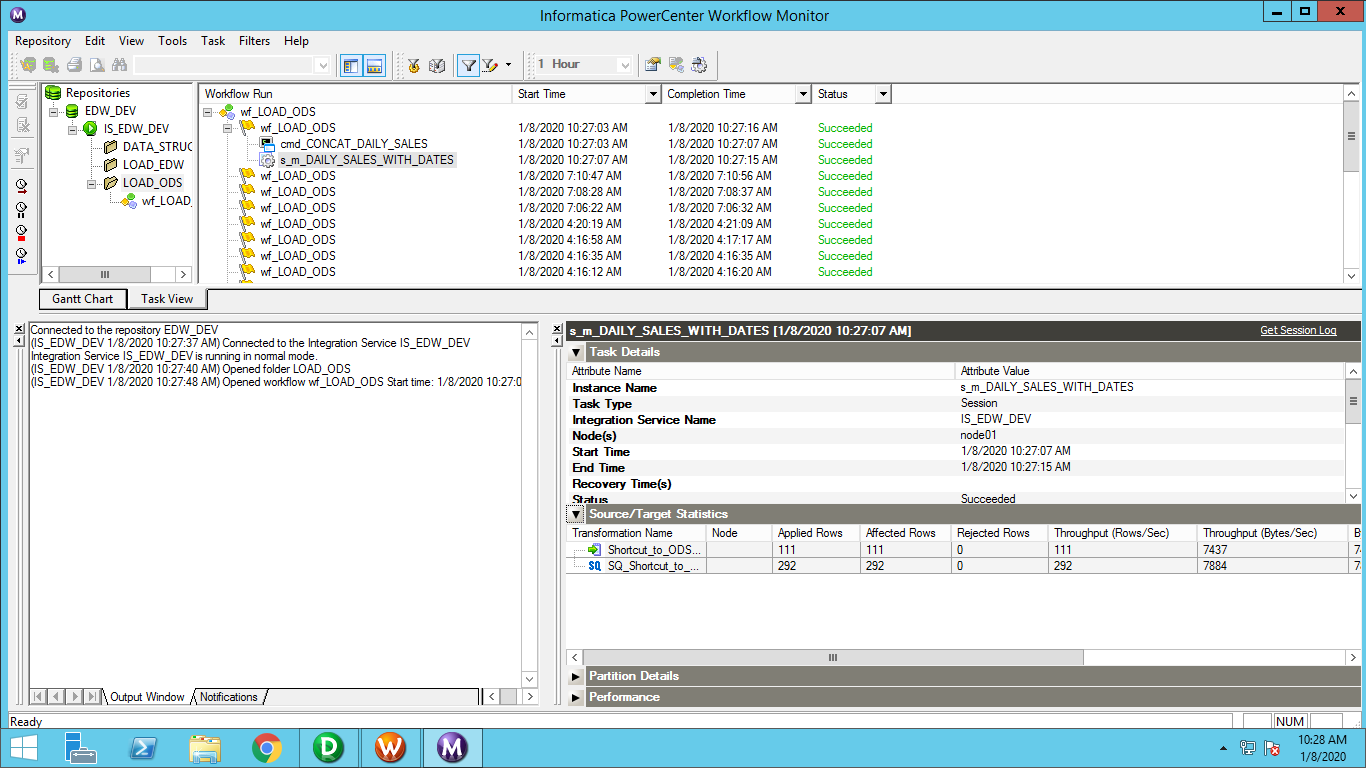 Informatica PowerCenter Workflow Monitor
Repository Edit View Tools Task Filters Help
1 Hour
Repositories
EDW_DEV
IS_EDW_DEV
DATA_STRUC
LOAD_EDW
LOAD_ODS
wf_LOAD_
Workflow Run Start Time Completion Time Status
wf_LOAD_ODS
wf_LOAD_ODS 1/8/2020 10:27:03 AM 1/8/2020 10:27:16 AM Succeeded
cmd_CONCAT_DAILY_SALES 1/8/2020 10:27:03 AM 1/8/2020 10:27:07 AM Succeeded
s_m_DAILY_SALES_WITH_DATES 1/8/2020 10:27:07 AM 1/8/2020 10:27:15 AM Succeeded
wf_LOAD_ODS 1/8/2020 7:10:47 AM 1/8/2020 7:10:56 AM Succeeded
wf_LOAD_ODS 1/8/2020 7:08:28 AM 1/8/2020 7:08:37 AM Succeeded
wf_LOAD_ODS 1/8/2020 7:06:22 AM 1/8/2020 7:06:32 AM Succeeded
wf_LOAD_ODS 1/8/2020 4:20:19 AM 1/8/2020 4:21:09 AM Succeeded
wf_LOAD_ODS 1/8/2020 4:16:58 AM 1/8/2020 4:17:17 AM Succeeded
wf_LOAD_ODS 1/8/2020 4:16:35 AM 1/8/2020 4:16:35 AM Succeeded
wf_LOAD_ODS 1/8/2020 4:16:12 AM 1/8/2020 4:16:20 AM Succeeded
Gantt Chart Task View
Connected to the repository EDW_DEV
(IS_EDW_DEV 1/8/2020 10:27:37 AM) Connected to the Integration Service IS_EDW_DEV
Integration Service IS_EDW_DEV is running in normal mode.
(IS_EDW_DEV 1/8/2020 10:27:40 AM) Opened folder LOAD_ODS
(IS_EDW_DEV 1/8/2020 10:27:48 AM) Opened workflow wf_LOAD_ODS Start time: 1/8/2020 10:27:0
Output Window Notifications
s_m_DAILY_SALES_WITH_DATES [1/8/2020 10:27:07 AM] Get Session Log
Task Details
Attribute Name Attribute Value
Instance Name s_m_DAILY_SALES_WITH_DATES
Task Type Session
Integration Service Name IS_EDW_DEV
Node(s) node01
Start Time 1/8/2020 10:27:07 AM
End Time 1/8/2020 10:27:15 AM
Recovery Time(s)
Status Succeeded
Source/Target Statistics
Transformation Name Node Applied Rows Affected Rows Rejected Rows Throughput (Rows/Sec) Throughput (Bytes/Sec) B
Shortcut_to_ODS... 111 111 0 111 7437 7
SQ SQ_Shortcut_to_... 292 292 0 292 7884 7
Partition Details
Performance
Ready NUM
D W M
10:28 AM
1/8/2020